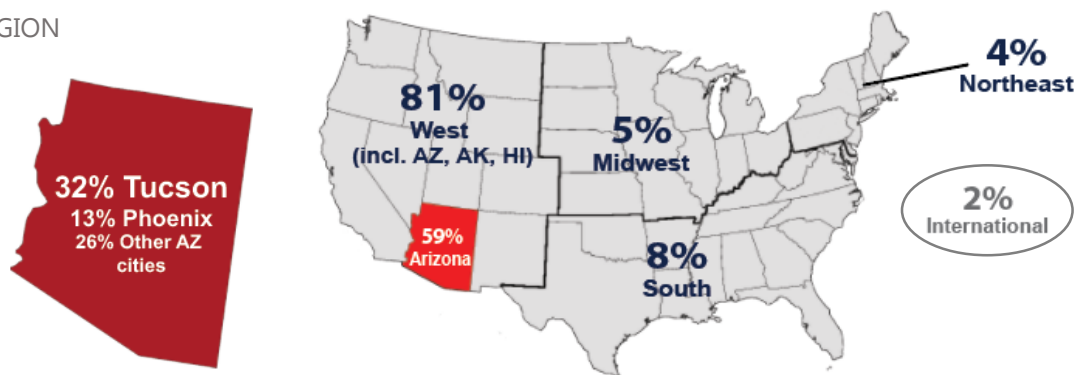 GION
32% Tucson
13% Phoenix
26% Other AZ
cities
81%
West
(incl. AZ, AK, HI)
59%
Arizona
5%
Midwest
8%
South
4%
Northeast
2%
International